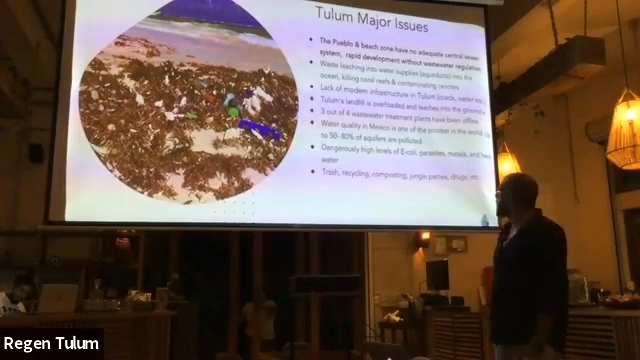 Tulum Major Issues
• The Pueblo & beach zone have no adequate central sewer
system, rapid development without wastewater regulation
• Waste leaching into water supplies (aqueducts) into the
ocean, killing coral reefs & contaminating cenotes
• Lack of modern infrastructure in Tulum (roads, water etc.)
• Tulum's landfill is overloaded and leaches into the ground
• 3 out of 4 wastewater treatment plants have been offline
• Water quality in Mexico is one of the poorest in the world. Up
to 50- 80% of aquifers are polluted
• Dangerously high levels of E-coli, parasites, metals, and
water
• Trash, recycling, composting, jungle parties, drugs, etc.
Regen Tulum